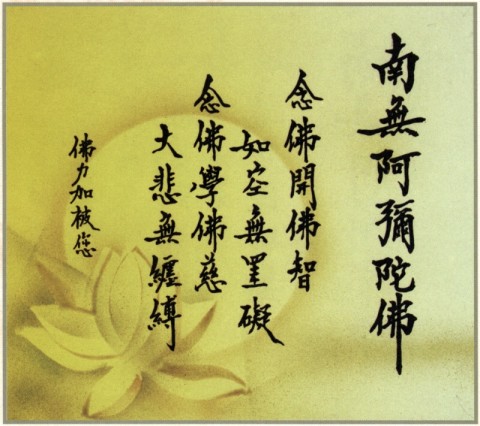 南無阿彌陀佛
念佛開佛智
如空無罣礙
念佛學佛慈
大悲無纏縛
佛力加被您